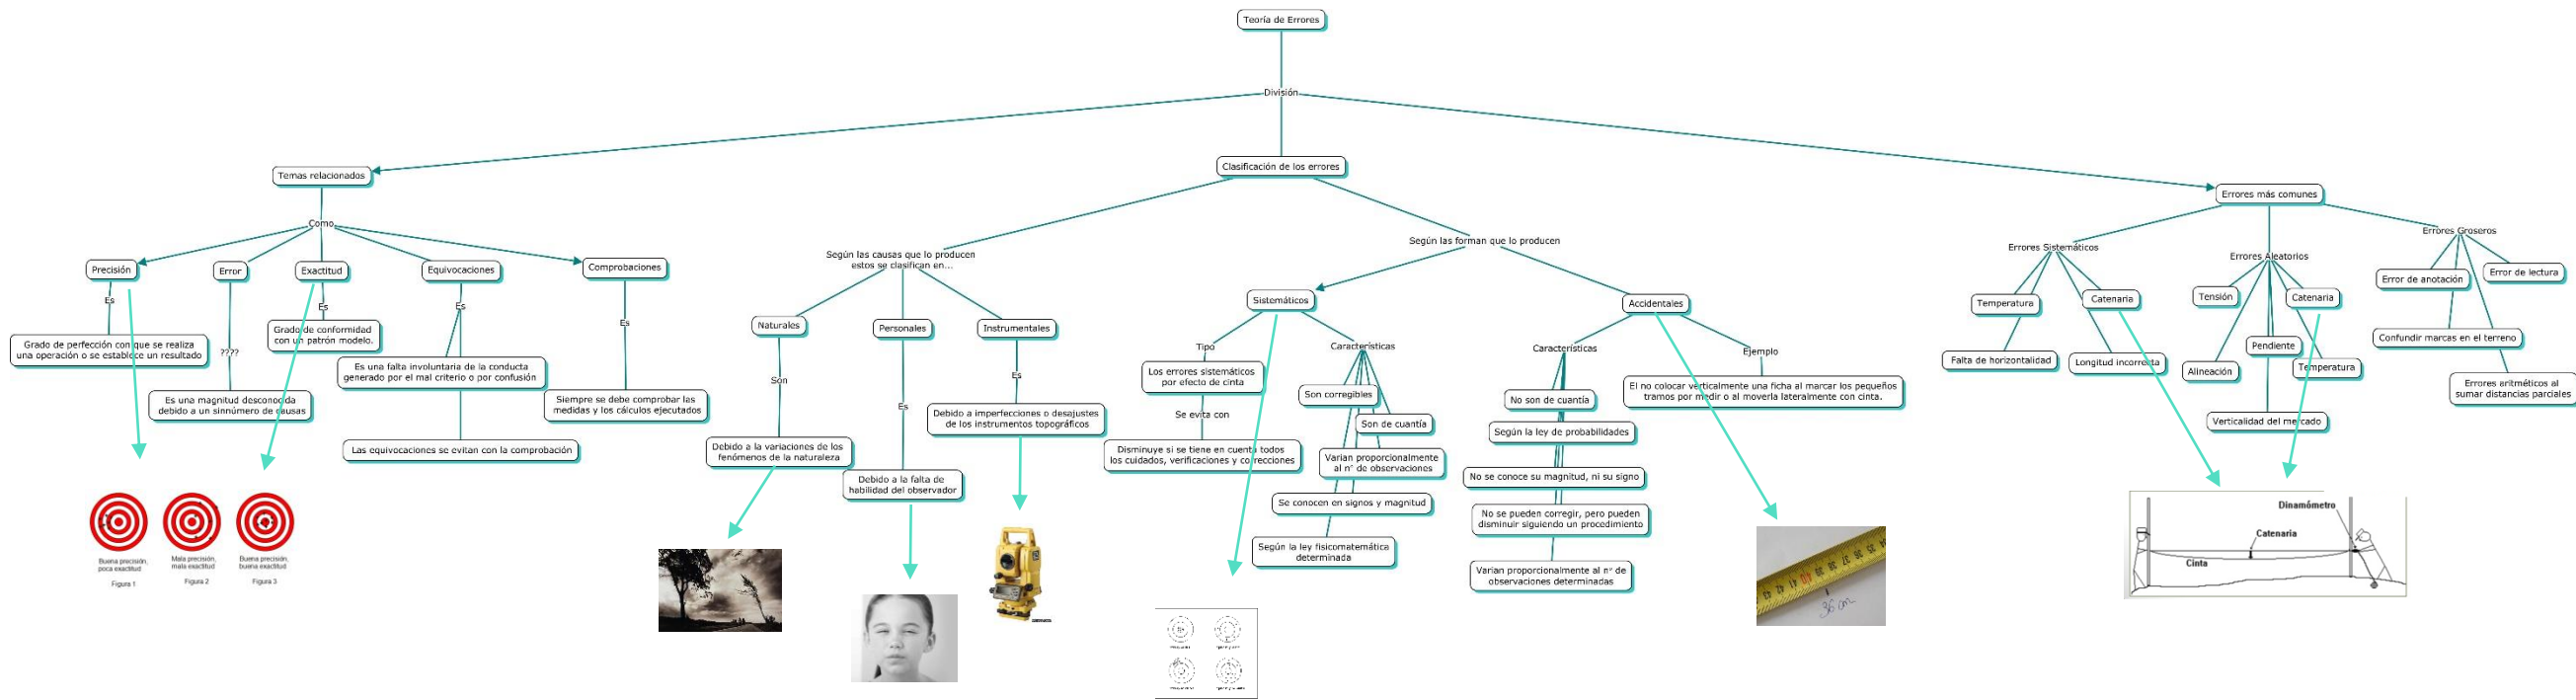 Teoría de Errores
División
Temas relacionados
Clasificación de los errores
Errores más comunes
Como
Precisión
Error
Exactitud
Equivocaciones
Comprobaciones
Es
Grado de perfección con que se realiza
una operación o se establece un resultado
????
Es una magnitud desconocida
debido a un sinnúmero de causas
Es
Grado de conformidad
con un patrón modelo.
Es
Es una falta involuntaria de la conducta
generado por el mal criterio o por confusión
Las equivocaciones se evitan con la comprobación
Es
Siempre se debe comprobar las
medidas y los cálculos ejecutados
Buena precisión,
poca exactitud
Figura 1
Mala precisión,
mala exactitud
Figura 2
Buena precisión,
buena exactitud
Figura 3
Según las causas que lo producen
estos se clasifican en...
Naturales
Personales
Instrumentales
Son
Debido a la variaciones de los
fenómenos de la naturaleza
Es
Debido a la falta de
habilidad del observador
Es
Debido a imperfecciones o desajustes
de los instrumentos topográficos
Según las forman que lo producen
Sistemáticos
Accidentales
Tipo
Los errores sistemáticos
por efecto de cinta
Se evita con
Disminuye si se tiene en cuenta todos
los cuidados, verificaciones y correcciones
Características
Son corregibles
Son de cuantía
Varian proporcionalmente
al n° de observaciones
Se conocen en signos y magnitud
Según la ley fisicomatemática
determinada
Características
No son de cuantía
Según la ley de probabilidades
No se conoce su magnitud, ni su signo
No se pueden corregir, pero pueden
disminuir siguiendo un procedimiento
Varian proporcionalmente al n° de
observaciones determinadas
Ejemplo
El no colocar verticalmente una ficha al marcar los pequeños
tramos por medir o al moverla lateralmente con cinta.
36 cm
Errores Sistemáticos
Temperatura
Catenaria
Falta de horizontalidad
Longitud incorrecta
Errores Aleatorios
Tensión
Catenaria
Pendiente
Alineación
Temperatura
Verticalidad del mercado
Errores Groseros
Error de anotación
Error de lectura
Confundir marcas en el terreno
Errores aritméticos al
sumar distancias parciales
Dinamómetro
Catenaria
Cinta